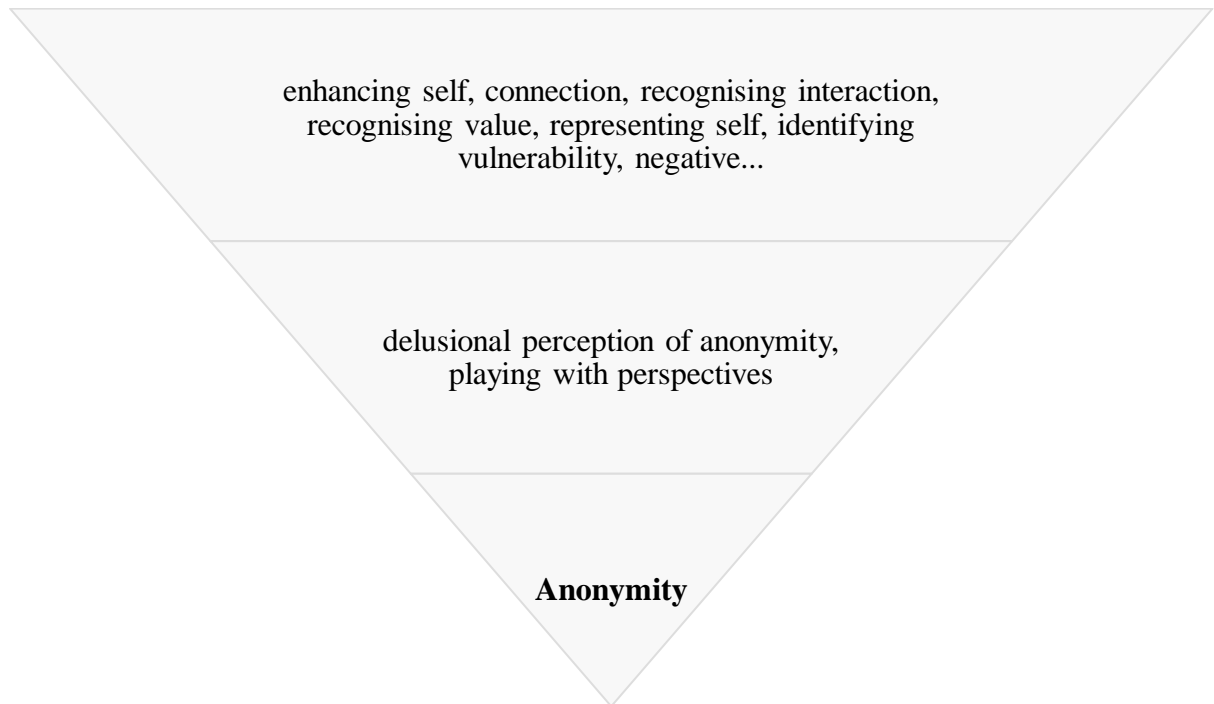 enhancing self, connection, recognising interaction,
recognising value, representing self, identifying
vulnerability, negative...
delusional perception of anonymity,
playing with perspectives
Anonymity